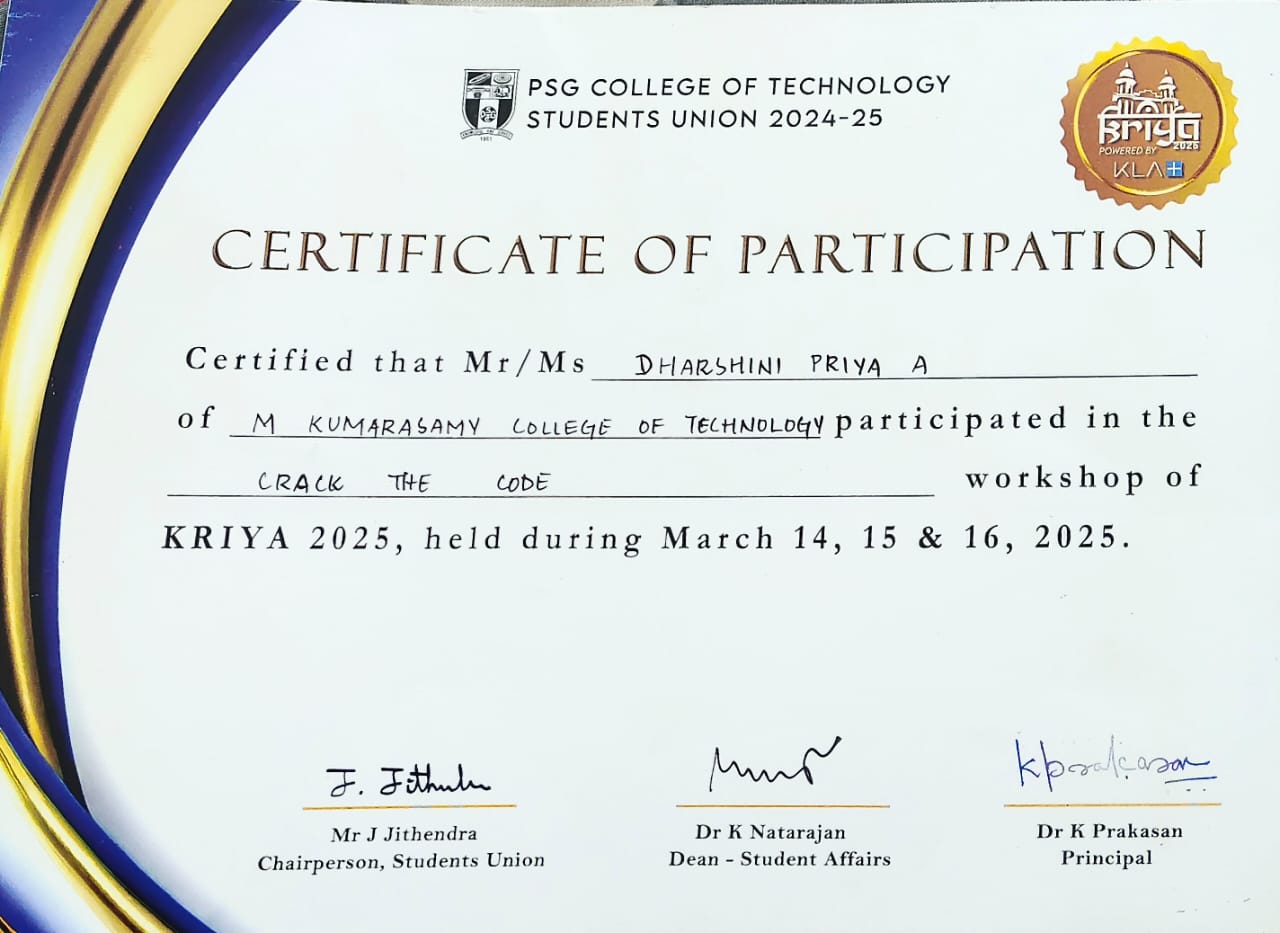 PSG COLLEGE OF TECHNOLOGY
STUDENTS UNION 2024-25
Kriya
2025
POWERED BY
KLA+
CERTIFICATE OF PARTICIPATION
Certified that Mr/Ms DHARSHINI PRIYA A
of M KUMARASAMY COLLEGE OF TECHNOLOGY participated in the
CRACK THE CODE workshop of
KRIYA 2025, held during March 14, 15 & 16, 2025.
J. Jithendra
Mr J Jithendra
Chairperson, Students Union
Dr K Natarajan
Dean - Student Affairs
kprakasan
Dr K Prakasan
Principal